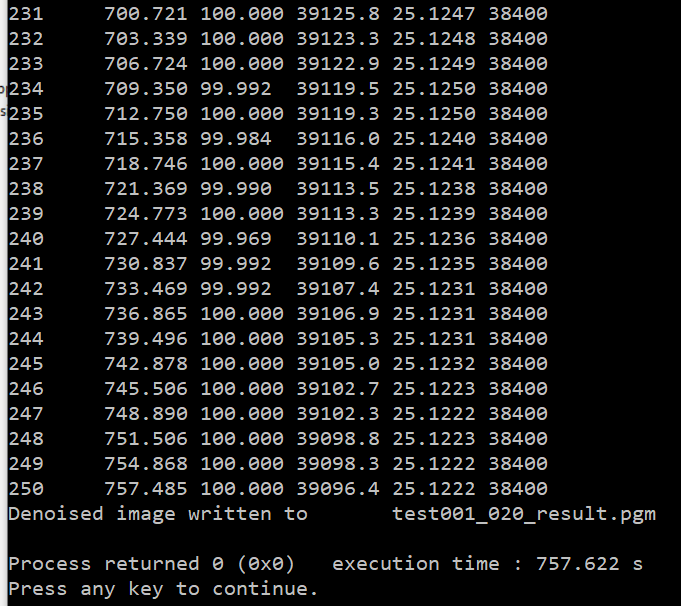 231 700.721 100.000 39125.8 25.1247 38400
232 703.339 100.000 39123.3 25.1248 38400
233 706.724 100.000 39122.9 25.1249 38400
234 709.350 99.992 39119.5 25.1250 38400
235 712.750 100.000 39119.3 25.1250 38400
236 715.358 99.984 39116.0 25.1240 38400
237 718.746 100.000 39115.4 25.1241 38400
238 721.369 99.990 39113.5 25.1238 38400
239 724.773 100.000 39113.3 25.1239 38400
240 727.444 99.969 39110.1 25.1236 38400
241 730.837 99.992 39109.6 25.1235 38400
242 733.469 99.992 39107.4 25.1231 38400
243 736.865 100.000 39106.9 25.1231 38400
244 739.496 100.000 39105.3 25.1231 38400
245 742.878 100.000 39105.0 25.1232 38400
246 745.506 100.000 39102.7 25.1223 38400
247 748.890 100.000 39102.3 25.1222 38400
248 751.506 100.000 39098.8 25.1223 38400
249 754.868 100.000 39098.3 25.1222 38400
250 757.485 100.000 39096.4 25.1222 38400
Denoised image written to test001_020_result.pgm
Process returned 0 (0x0) execution time : 757.622 s
Press any key to continue.